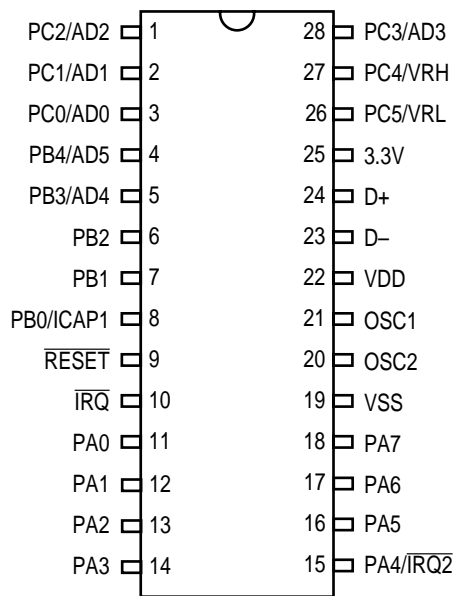 PC2/AD2 1 28 PC3/AD3
PC1/AD1 2 27 PC4/VRH
PC0/AD0 3 26 PC5/VRL
PB4/AD5 4 25 3.3V
PB3/AD4 5 24 D+
PB2 6 23 D–
PB1 7 22 VDD
PB0/ICAP1 8 21 OSC1
R̅E̅S̅E̅T̅ 9 20 OSC2
I̅R̅Q̅ 10 19 VSS
PA0 11 18 PA7
PA1 12 17 PA6
PA2 13 16 PA5
PA3 14 15 PA4/I̅R̅Q̅2̅